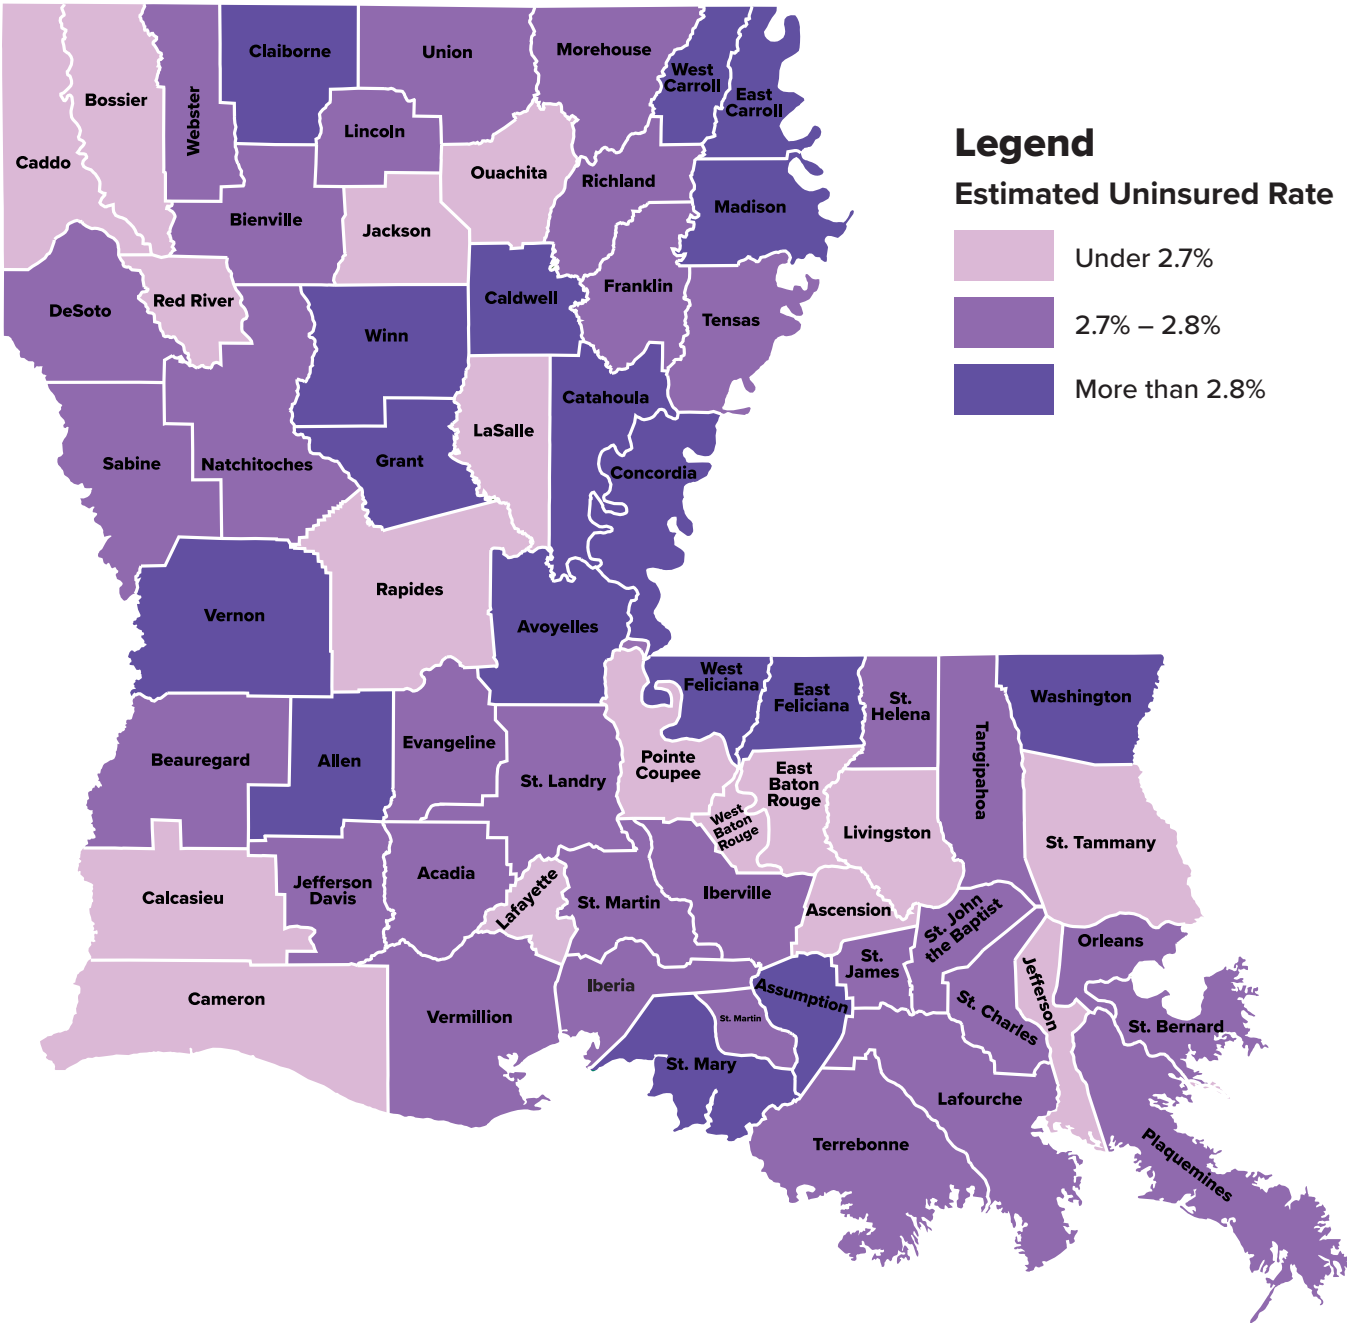 Claiborne
Union
Morehouse
West
Carroll
East
Carroll
Bossier
Webster
Lincoln
Caddo
Ouachita
Richland
Madison
Bienville
Jackson
Red River
DeSoto
Caldwell
Franklin
Tensas
Winn
Catahoula
LaSalle
Sabine
Natchitoches
Grant
Concordia
Rapides
Vernon
Avoyelles
West
Feliciana
East
Feliciana
St.
Helena
Washington
Tangipahoa
Beauregard
Allen
Evangeline
St. Landry
Pointe
Coupee
East
Baton
Rouge
West
Baton
Rouge
Livingston
St. Tammany
Calcasieu
Jefferson
Davis
Acadia
Lafayette
St. Martin
Iberville
Ascension
St. John
the Baptist
Orleans
St.
James
Jefferson
Cameron
Vermillion
Iberia
Assumption
St. Martin
St. Charles
St. Bernard
St. Mary
Lafourche
Terrebonne
Plaquemines
Legend
Estimated Uninsured Rate
Under 2.7%
2.7% – 2.8%
More than 2.8%